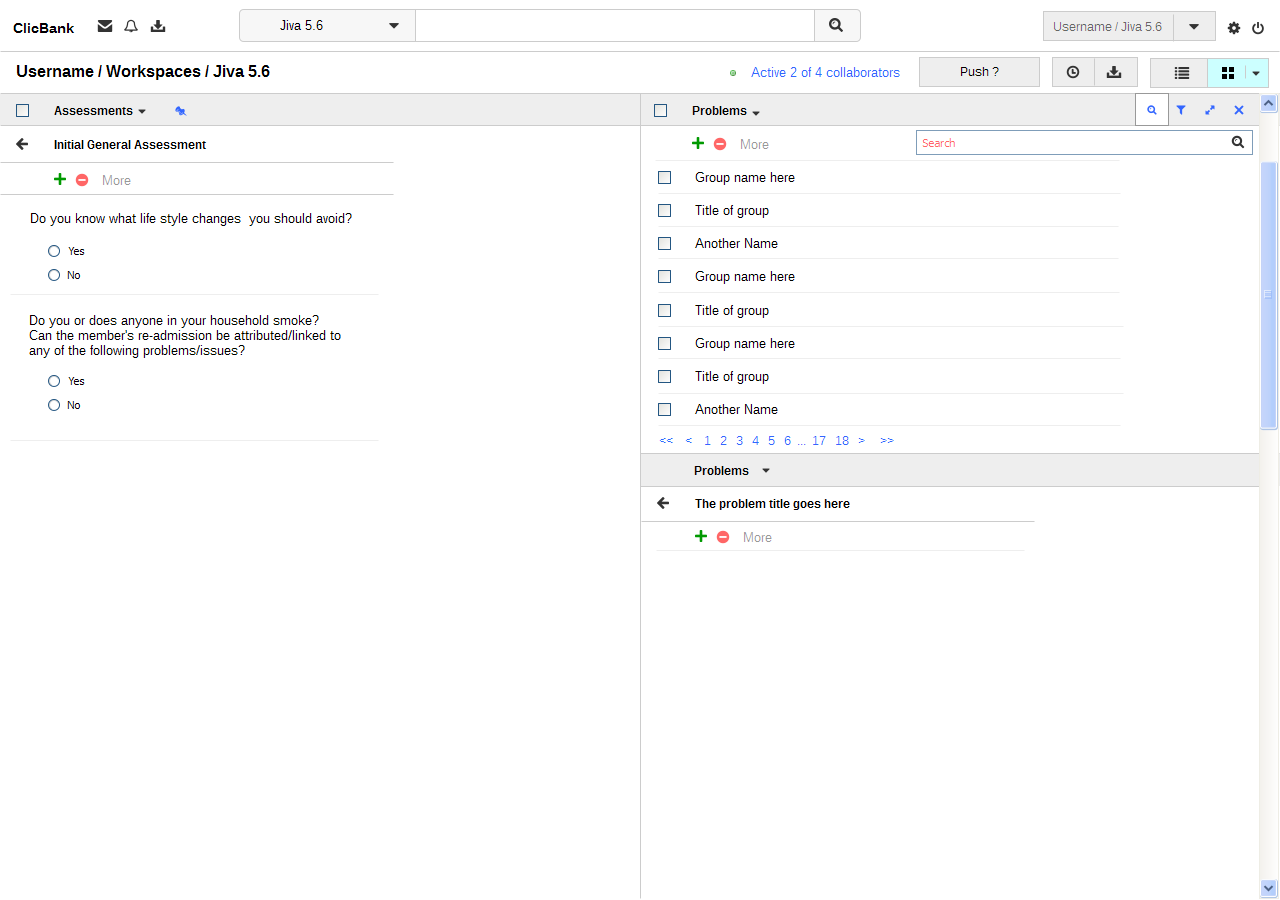 ClicBank
Jiva 5.6
Username / Jiva 5.6
Username / Workspaces / Jiva 5.6
Active 2 of 4 collaborators
Push ?
Assessments
Initial General Assessment
More
Do you know what life style changes  you should avoid?
Yes
No
Do you or does anyone in your household smoke?
Can the member's re-admission be attributed/linked to
any of the following problems/issues?
Yes
No
Problems
More
Search
Group name here
Title of group
Another Name
Group name here
Title of group
Group name here
Title of group
Another Name
<< < 1 2 3 4 5 6 ... 17 18 > >>
Problems
The problem title goes here
More